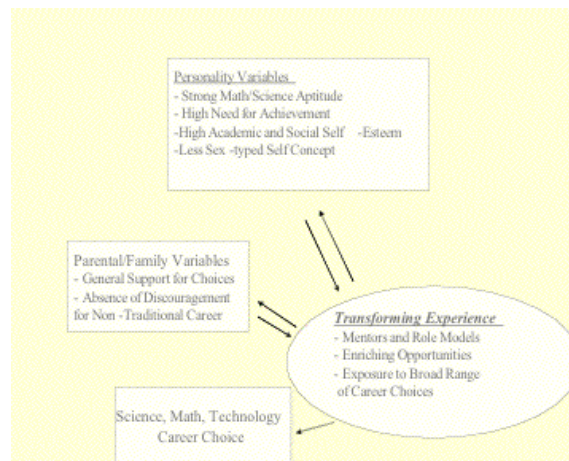 Personality Variables
- Strong Math/Science Aptitude
- High Need for Achievement
-High Academic and Social Self -Esteem
-Less Sex -typed Self Concept
Parental/Family Variables
- General Support for Choices
- Absence of Discouragement
for Non -Traditional Career
Transforming Experience
- Mentors and Role Models
- Enriching Opportunities
- Exposure to Broad Range
of Career Choices
Science, Math, Technology
Career Choice